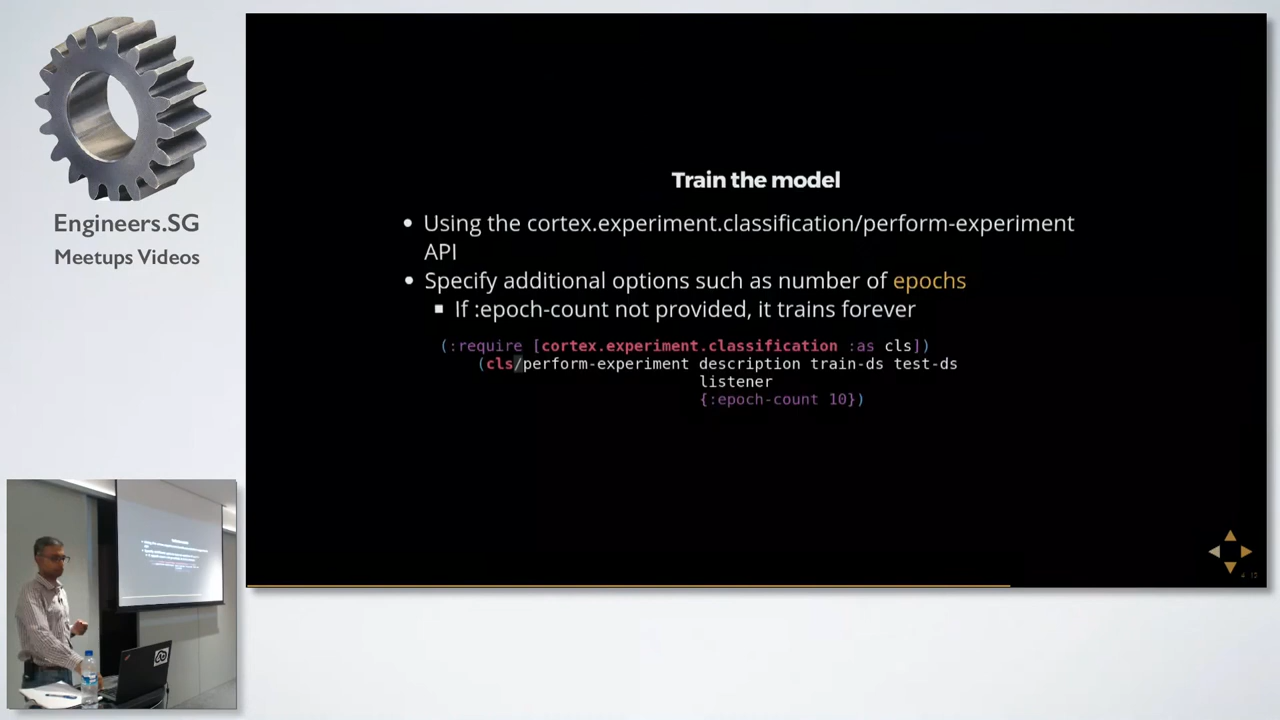 Engineers.SG
Meetups Videos
Train the model
Using the cortex.experiment.classification/perform-experiment
API
Specify additional options such as number of epochs
If :epoch-count not provided, it trains forever
(:require [cortex.experiment.classification :as cls])
(cls/perform-experiment description train-ds test-ds
listener
{:epoch-count 10})